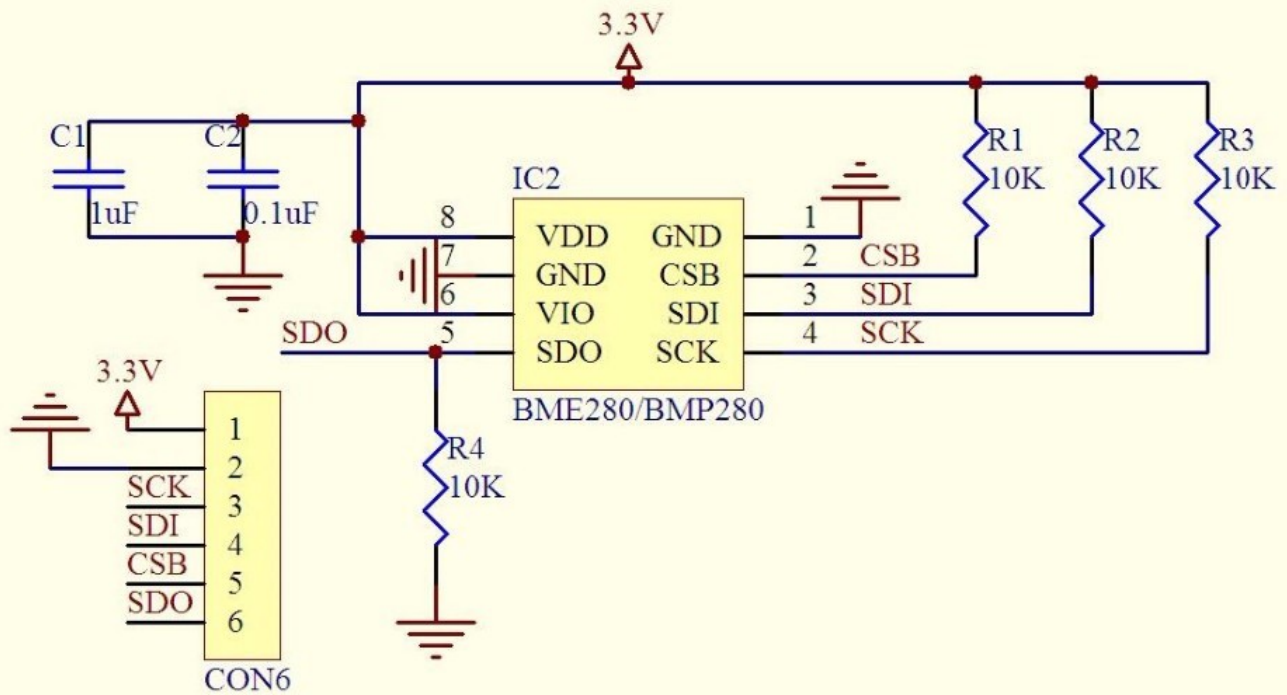 3.3V
C1
C2
1uF
0.1uF
R1
10K
R2
10K
R3
10K
IC2
8 VDD GND 1
7 GND CSB 2 CSB
6 VIO SDI 3 SDI
SDO 5 SDO SCK 4 SCK
BME280/BMP280
R4
10K
3.3V
1
2
SCK 3
SDI 4
CSB 5
SDO 6
CON6